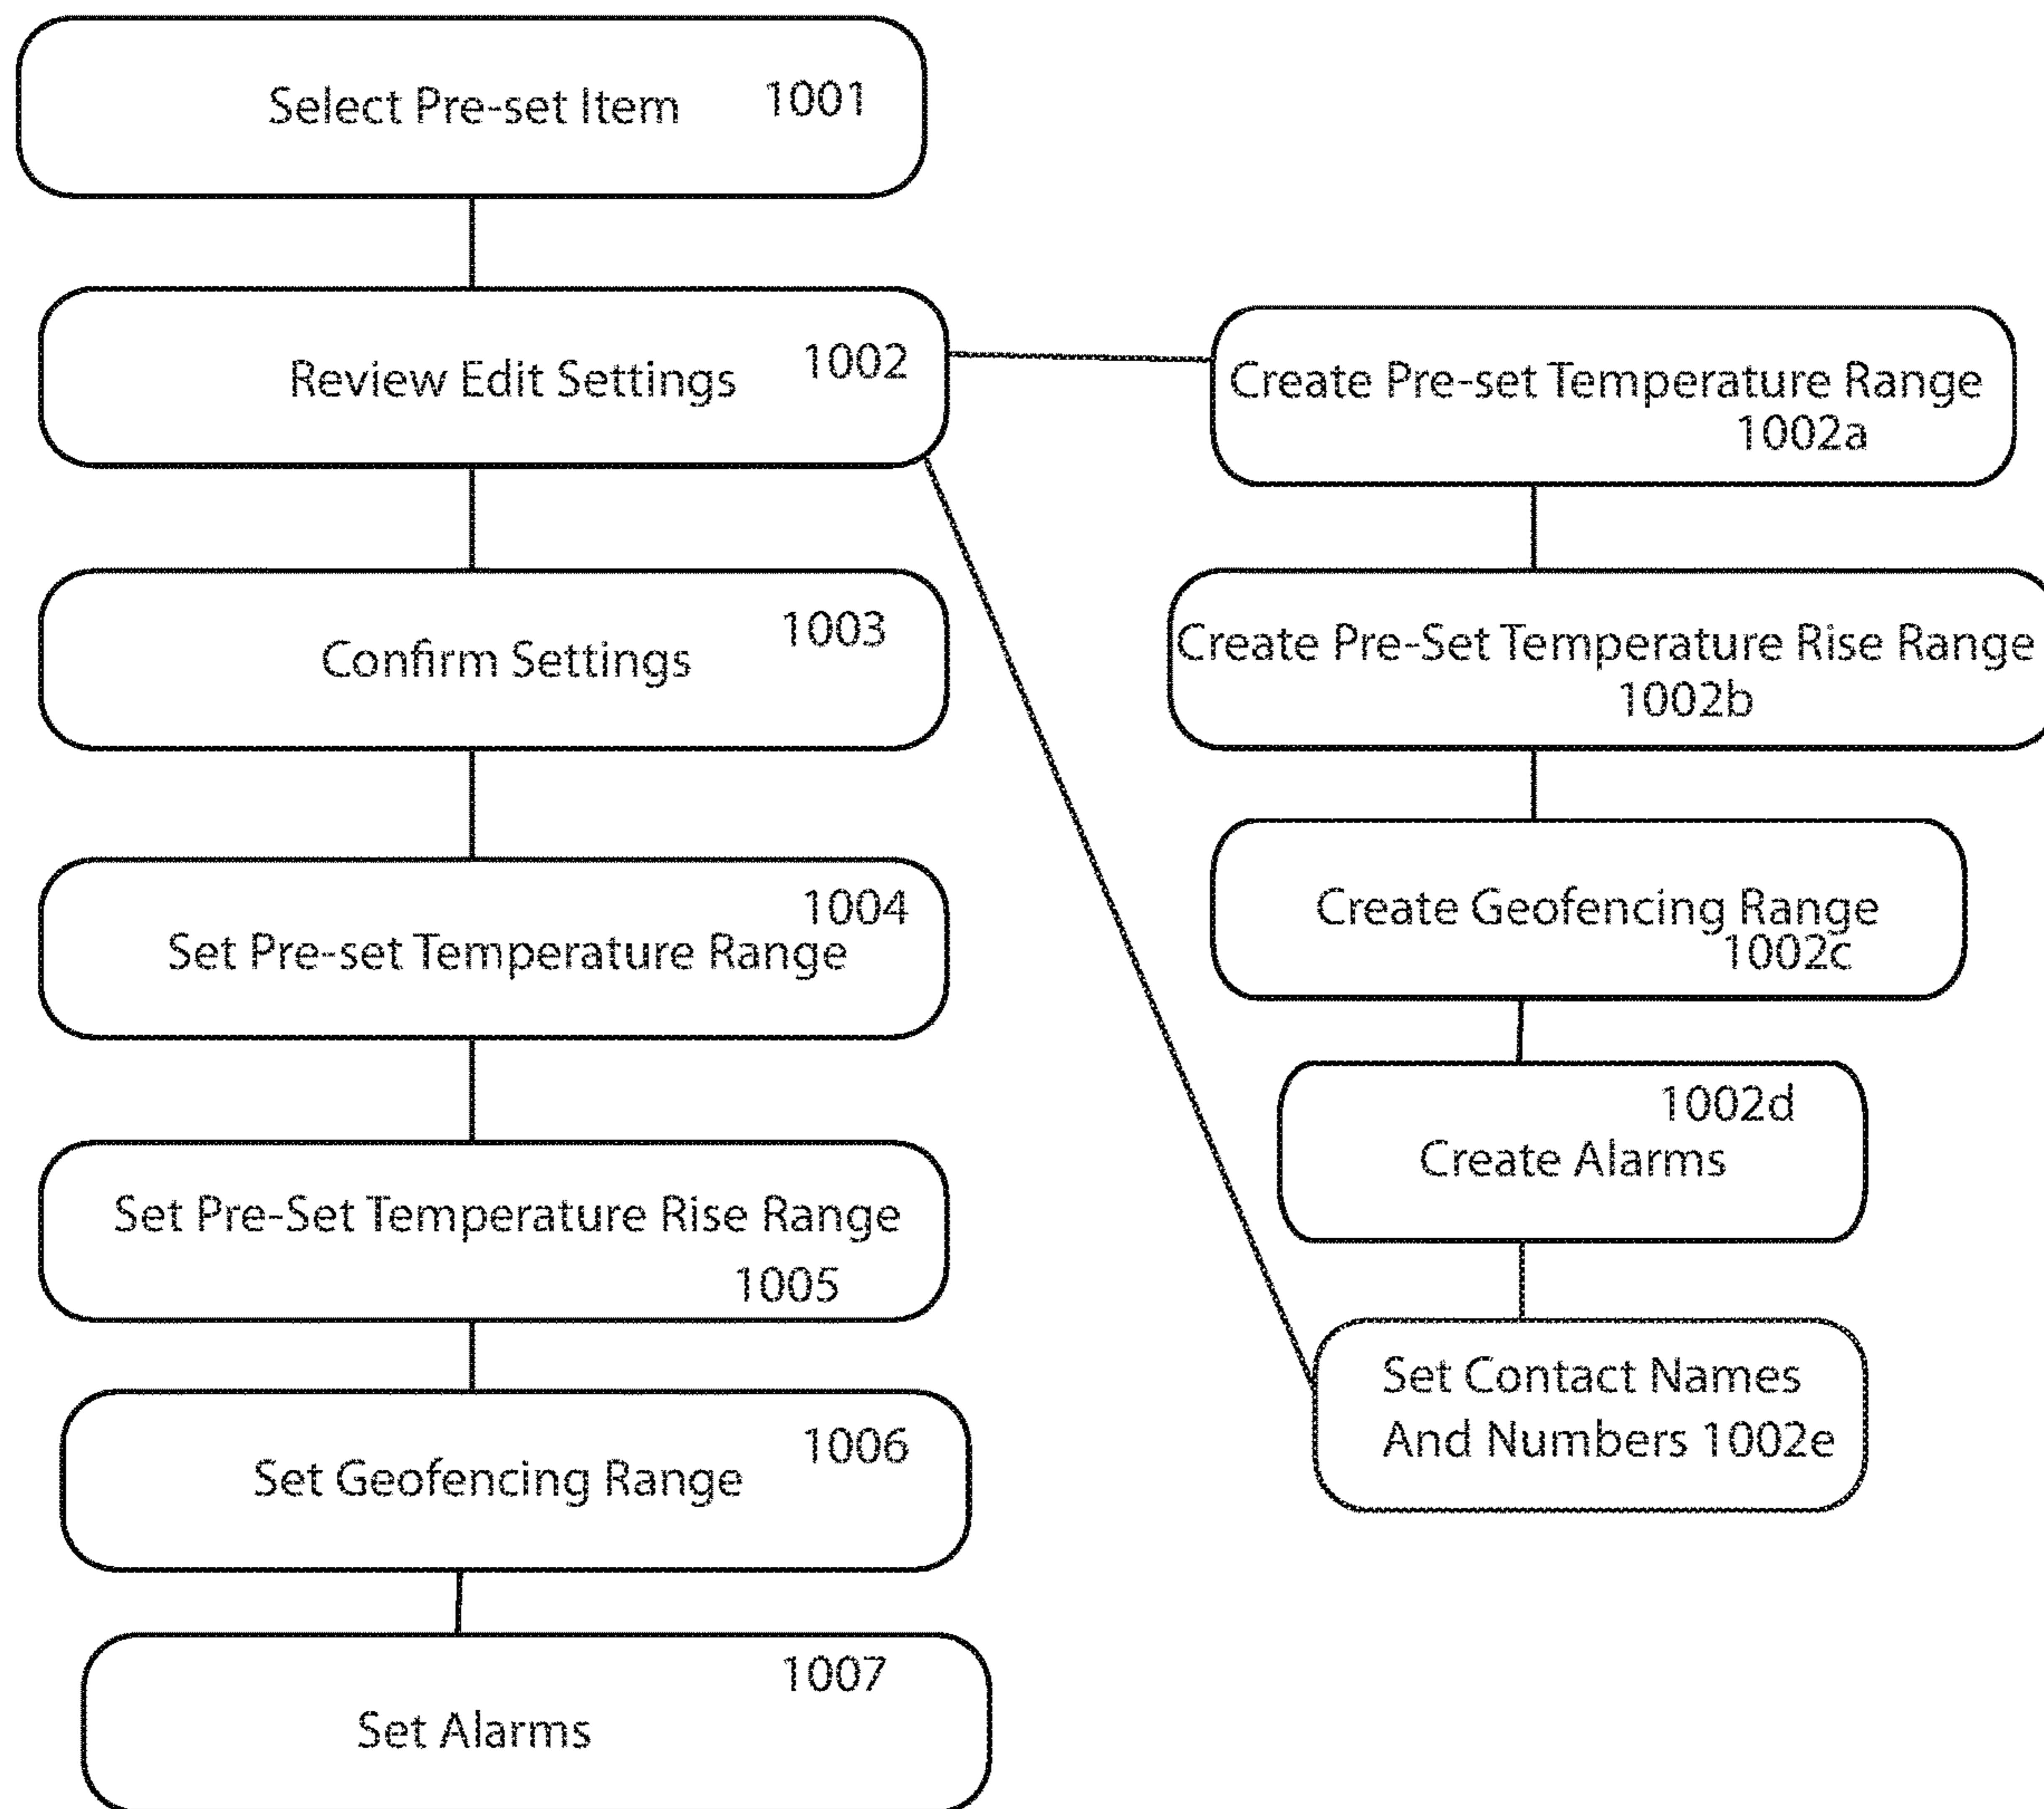 Select Pre-set Item 1001
Review Edit Settings 1002
Confirm Settings 1003
1004
Set Pre-set Temperature Range
Set Pre-Set Temperature Rise Range
1005
Set Geofencing Range 1006
1007
Set Alarms
Create Pre-set Temperature Range
1002a
Create Pre-Set Temperature Rise Range
1002b
Create Geofencing Range
1002c
1002d
Create Alarms
Set Contact Names
And Numbers 1002e